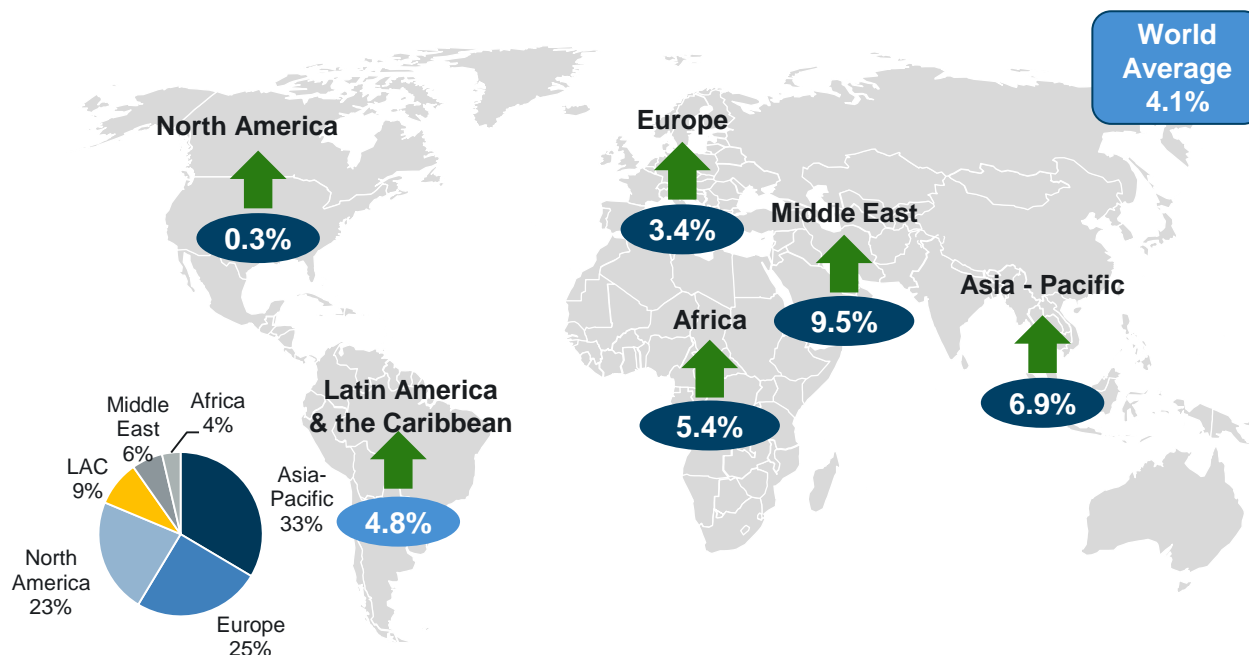 World
Average
4.1%
North America
0.3%
Europe
3.4%
Middle East
9.5%
Asia - Pacific
6.9%
Africa
5.4%
Latin America
& the Caribbean
4.8%
Middle
East
6%
Africa
4%
LAC
9%
Asia-
Pacific
33%
North
America
23%
Europe
25%